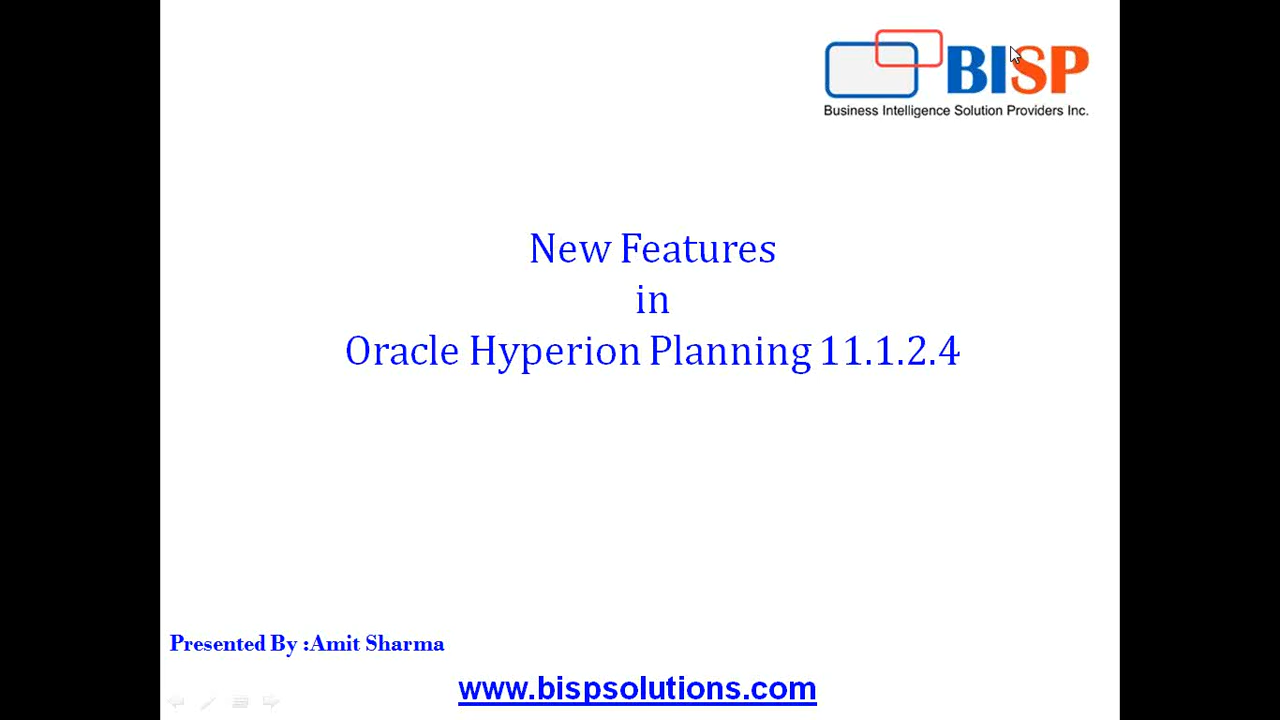 BISP
Business Intelligence Solution Providers Inc.
New Features
in
Oracle Hyperion Planning 11.1.2.4
Presented By :Amit Sharma
www.bispsolutions.com